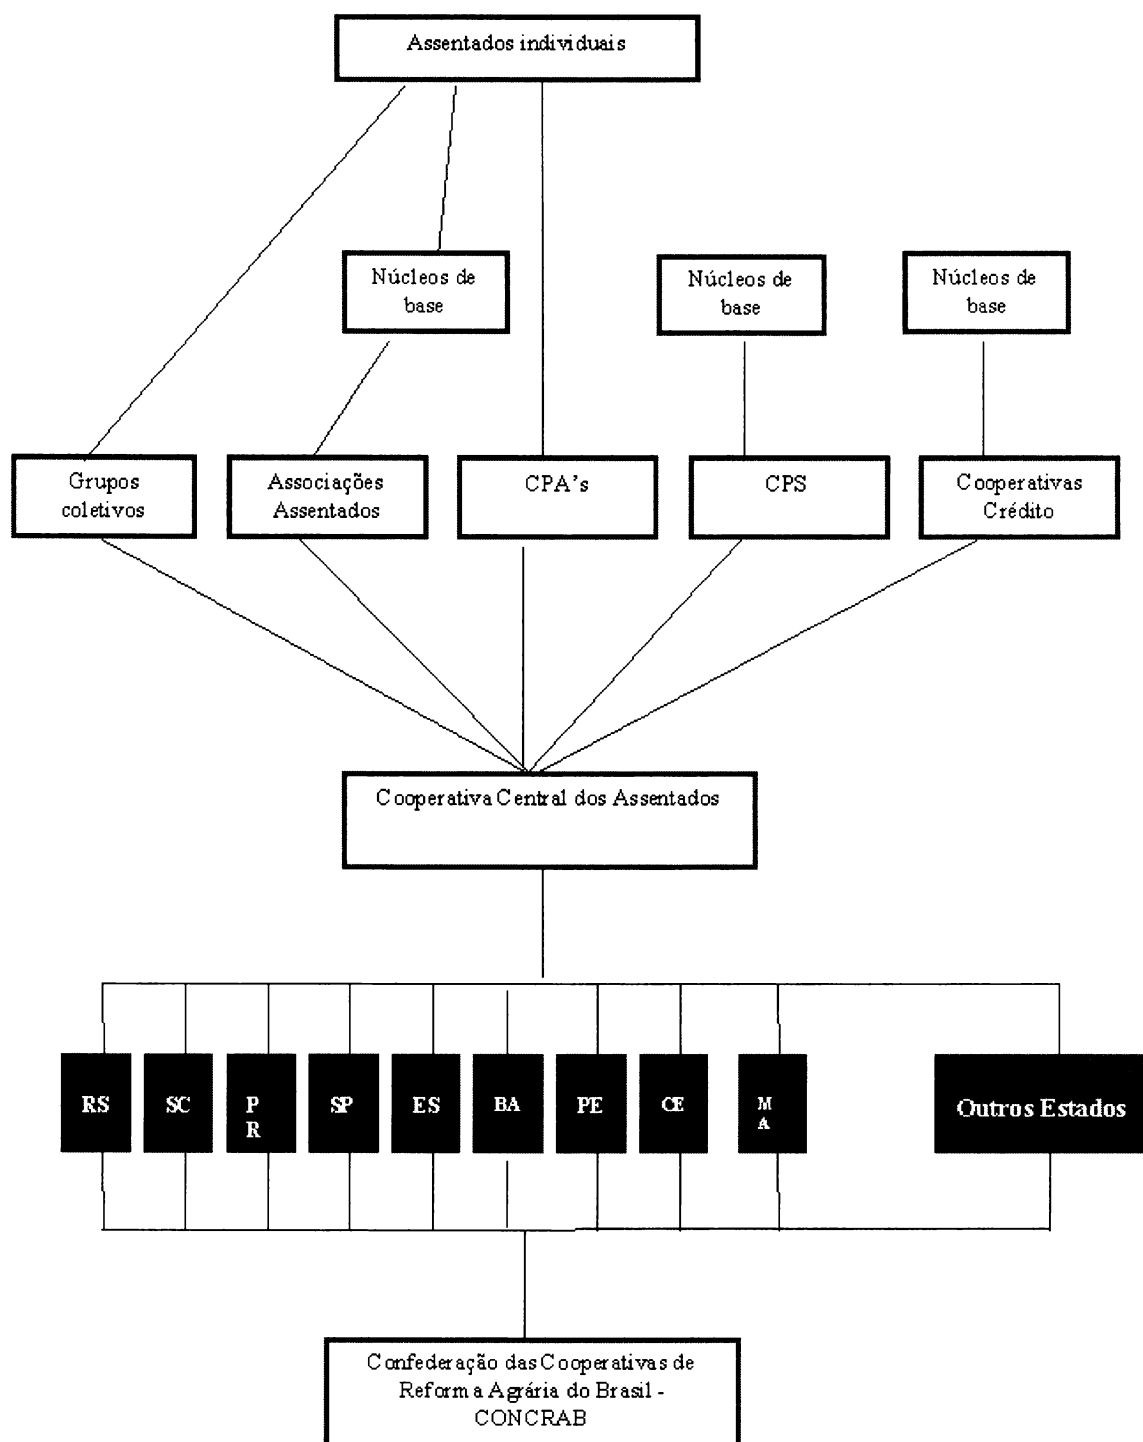 Assentados individuais
Núcleos de
base
Núcleos de
base
Núcleos de
base
Grupos
coletivos
Associações
Assentados
CPA's
CPS
Cooperativas
Crédito
Cooperativa Central dos Assentados
RS
SC
P
R
SP
ES
BA
PE
CE
M
A
Outros Estados
Confederação das Cooperativas de
Reforma Agrária do Brasil -
CONCRAB